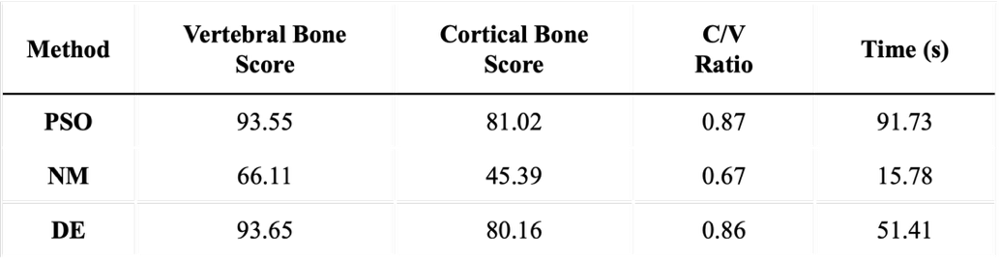 Method Vertebral Bone Score Cortical Bone Score C/V Ratio Time (s)
PSO 93.55 81.02 0.87 91.73
NM 66.11 45.39 0.67 15.78
DE 93.65 80.16 0.86 51.41